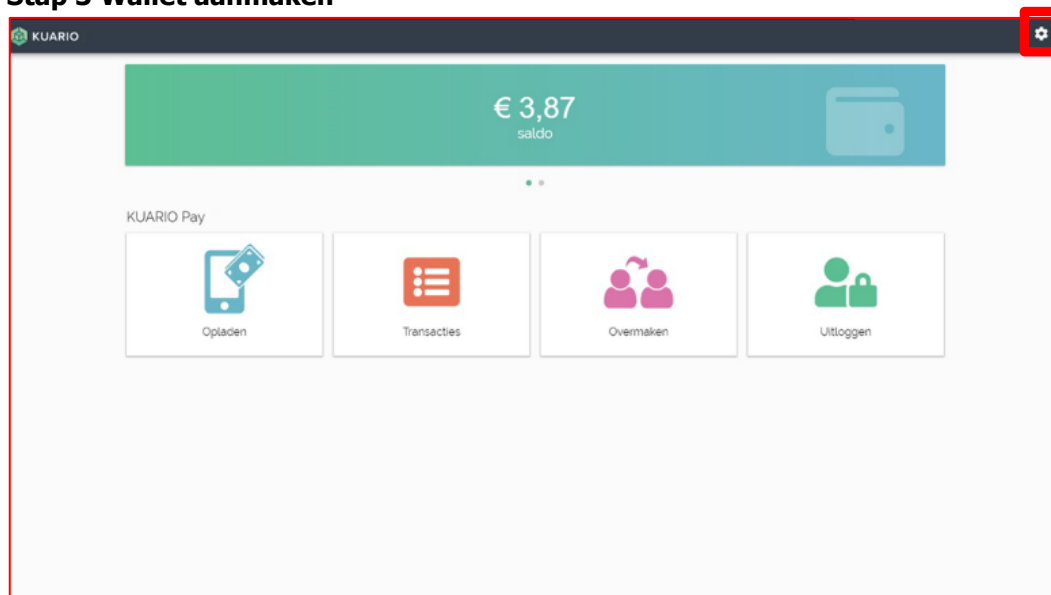 Stap 3 Wallet aanmaken
KUARIO
€ 3,87
saldo
KUARIO Pay
Opladen
Transacties
Overmaken
Uitloggen